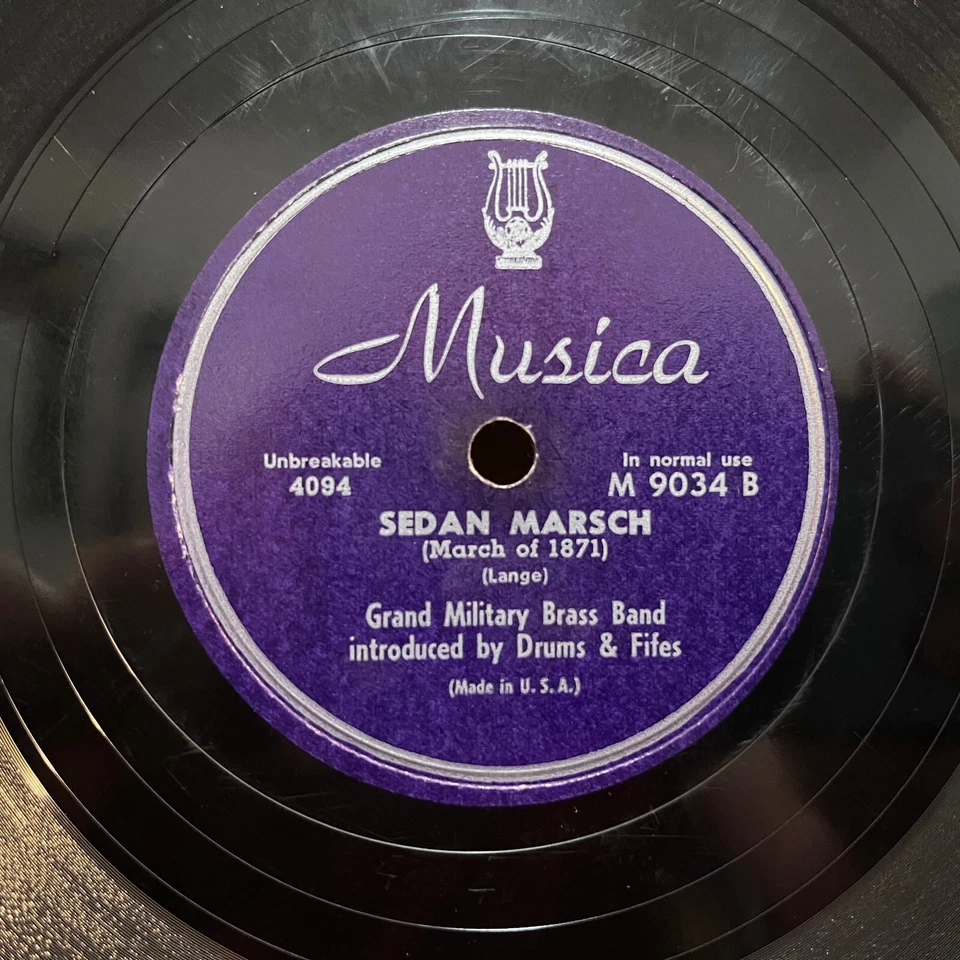 Musica
Unbreakable
In normal use
4094
M 9034 B
SEDAN MARSCH
(March of 1871)
(Lange)
Grand Military Brass Band
introduced by Drums & Fifes
(Made in U. S. A.)